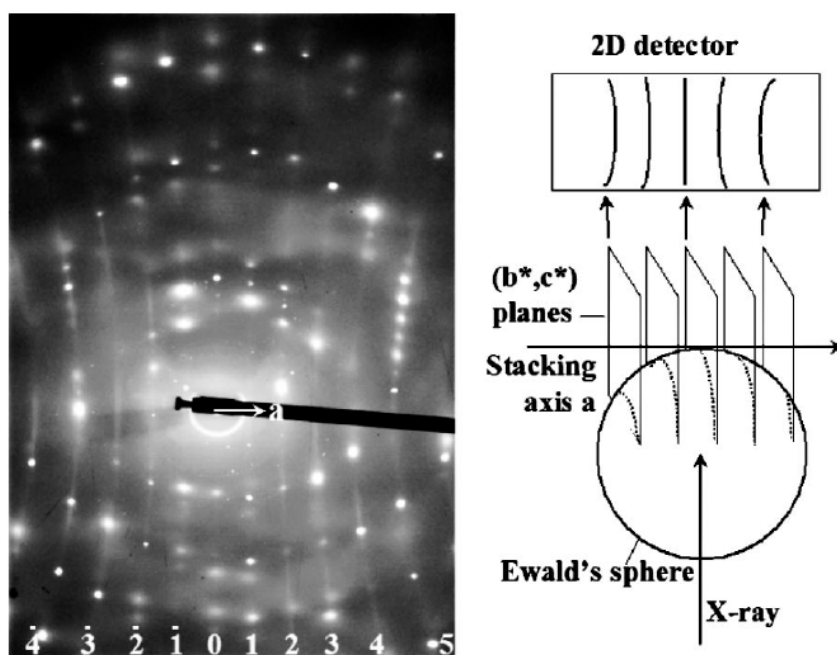 a
4̄ 3̄ 2̄ 1̄ 0 1 2 3 4 5
2D detector
(b*,c*)
planes
Stacking
axis a
Ewald's sphere
X-ray